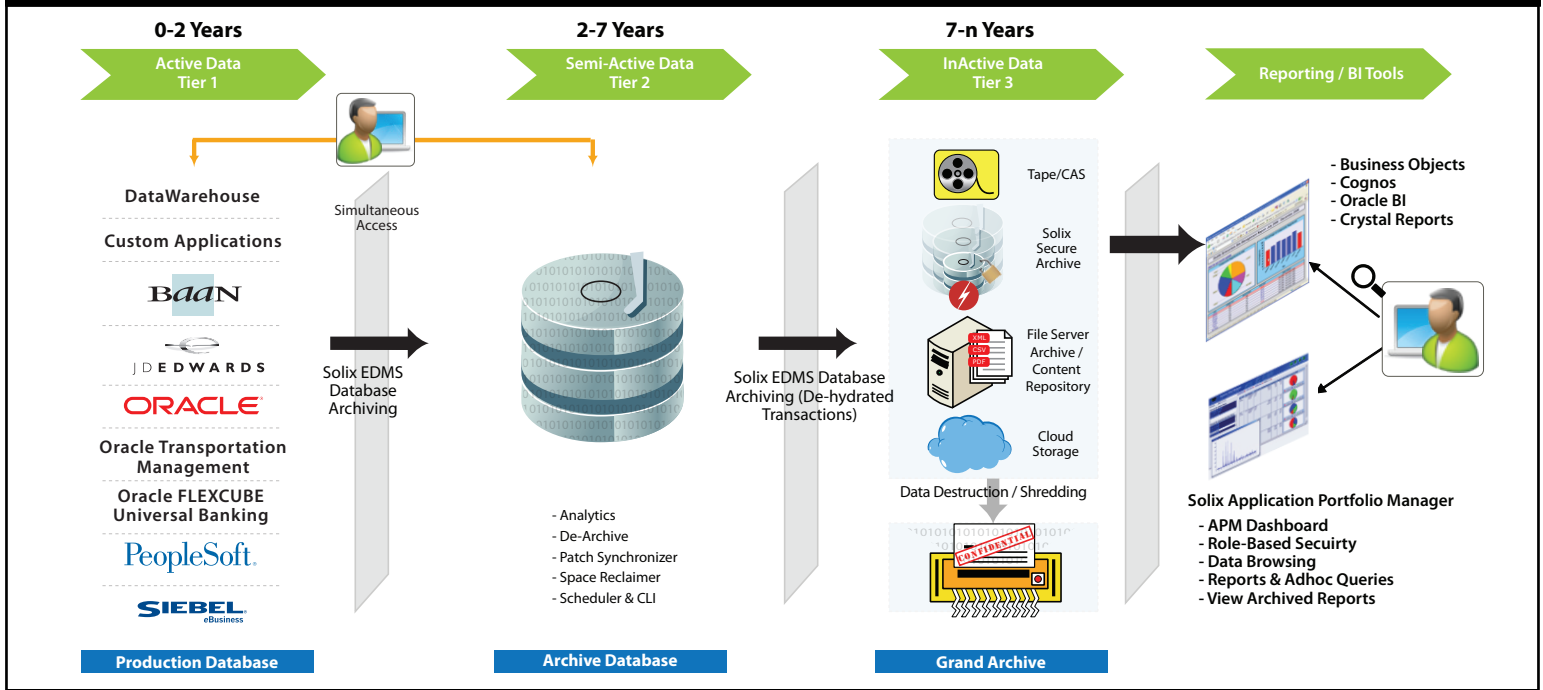 0-2 Years
2-7 Years
7-n Years
Active Data
Tier 1
Semi-Active Data
Tier 2
InActive Data
Tier 3
Reporting / BI Tools
DataWarehouse
Custom Applications
BaaN
JDEDWARDS
ORACLE
Oracle Transportation
Management
Oracle FLEXCUBE
Universal Banking
PeopleSoft.
SIEBEL.
eBusiness
Production Database
Simultaneous
Access
Solix EDMS
Database
Archiving
- Analytics
- De-Archive
- Patch Synchronizer
- Space Reclaimer
- Scheduler & CLI
Archive Database
Solix EDMS Database
Archiving (De-hydrated
Transactions)
Tape/CAS
Solix
Secure
Archive
XML
CSV
PDF
File Server
Archive /
Content
Repository
Cloud
Storage
Data Destruction / Shredding
CONFIDENTIAL
Grand Archive
- Business Objects
- Cognos
- Oracle BI
- Crystal Reports
Solix Application Portfolio Manager
- APM Dashboard
- Role-Based Secuirty
- Data Browsing
- Reports & Adhoc Queries
- View Archived Reports